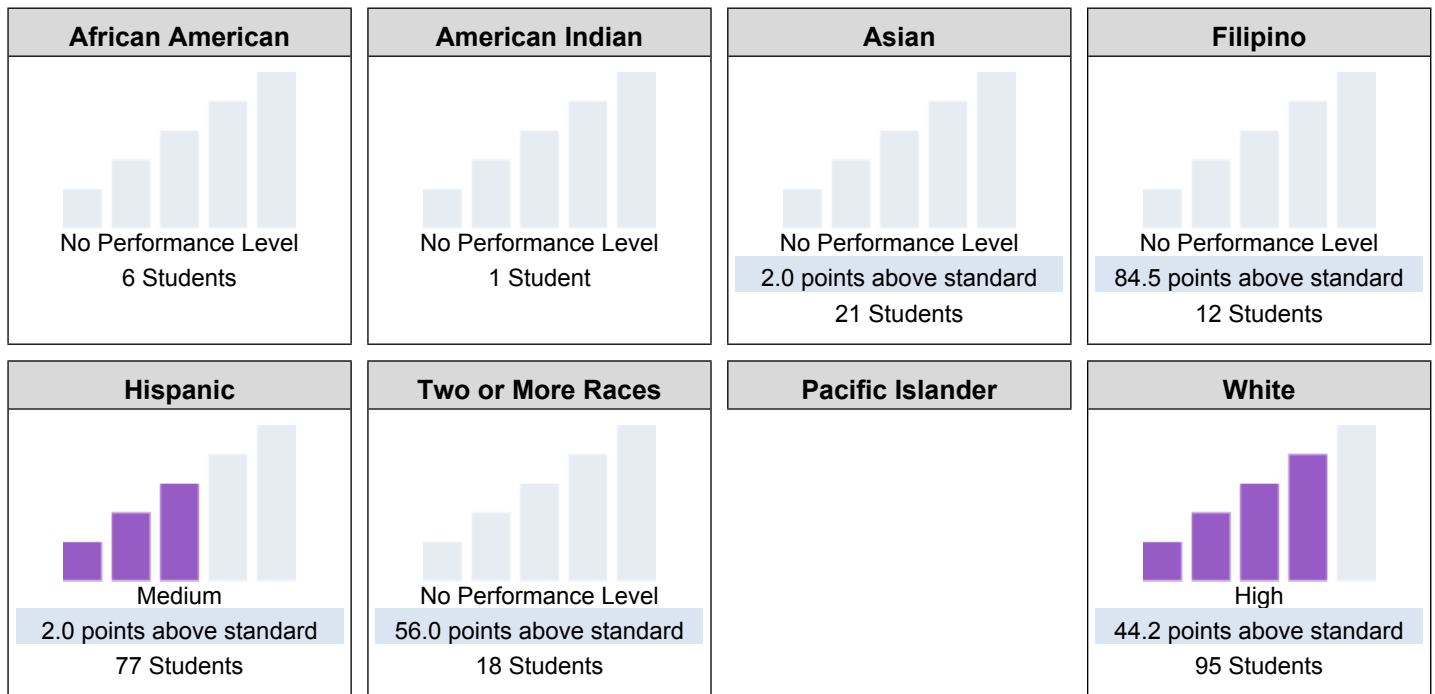 African American
No Performance Level
6 Students
American Indian
No Performance Level
1 Student
Asian
No Performance Level
2.0 points above standard
21 Students
Filipino
No Performance Level
84.5 points above standard
12 Students
Hispanic
Medium
2.0 points above standard
77 Students
Two or More Races
No Performance Level
56.0 points above standard
18 Students
Pacific Islander
White
High
44.2 points above standard
95 Students